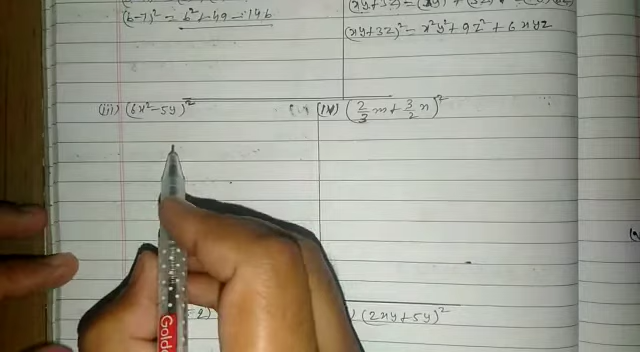 (b-7)² = b² + 49 - 14b
(xy+3z)² = x²y² + 9z² + 6xyz
(iii) (6x²-5y)²
(iv) (2/3 m + 3/2 n)²
(2xy+5y)²
Gold